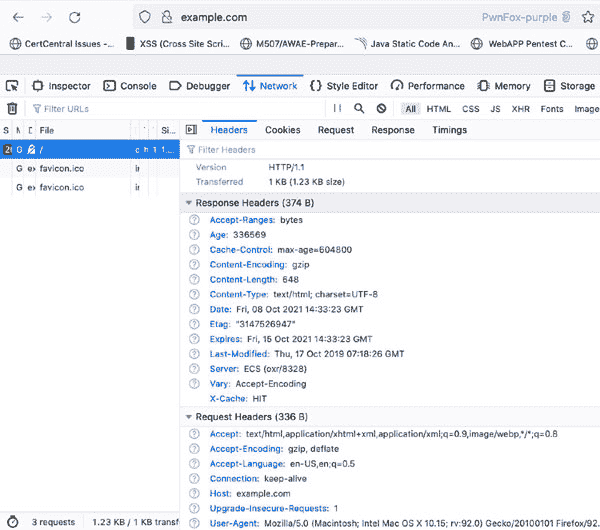 example.com PwnFox-purple
CertCentral Issues -... XSS (Cross Site Scri... M507/AWAE-Prepar... Java Static Code An... WebAPP Pentest C...
Inspector Console Debugger Network Style Editor Performance Memory Storage
Filter URLs All HTML CSS JS XHR Fonts Image
S M D File Si... Headers Cookies Request Response Timings
/ Filter Headers
G favicon.ico Version HTTP/1.1
G favicon.ico Transferred 1 KB (1.23 KB size)
Response Headers (374 B)
Accept-Ranges: bytes
Age: 336569
Cache-Control: max-age=604800
Content-Encoding: gzip
Content-Length: 648
Content-Type: text/html; charset=UTF-8
Date: Fri, 08 Oct 2021 14:33:23 GMT
Etag: "3147526947"
Expires: Fri, 15 Oct 2021 14:33:23 GMT
Last-Modified: Thu, 17 Oct 2019 07:18:26 GMT
Server: ECS (oxr/8328)
Vary: Accept-Encoding
X-Cache: HIT
Request Headers (336 B)
Accept: text/html,application/xhtml+xml,application/xml;q=0.9,image/webp,*/*;q=0.8
Accept-Encoding: gzip, deflate
Accept-Language: en-US,en;q=0.5
Connection: keep-alive
Host: example.com
Upgrade-Insecure-Requests: 1
3 requests 1.23 KB / 1 KB transf User-Agent: Mozilla/5.0 (Macintosh; Intel Mac OS X 10.15; rv:92.0) Gecko/20100101 Firefox/92.